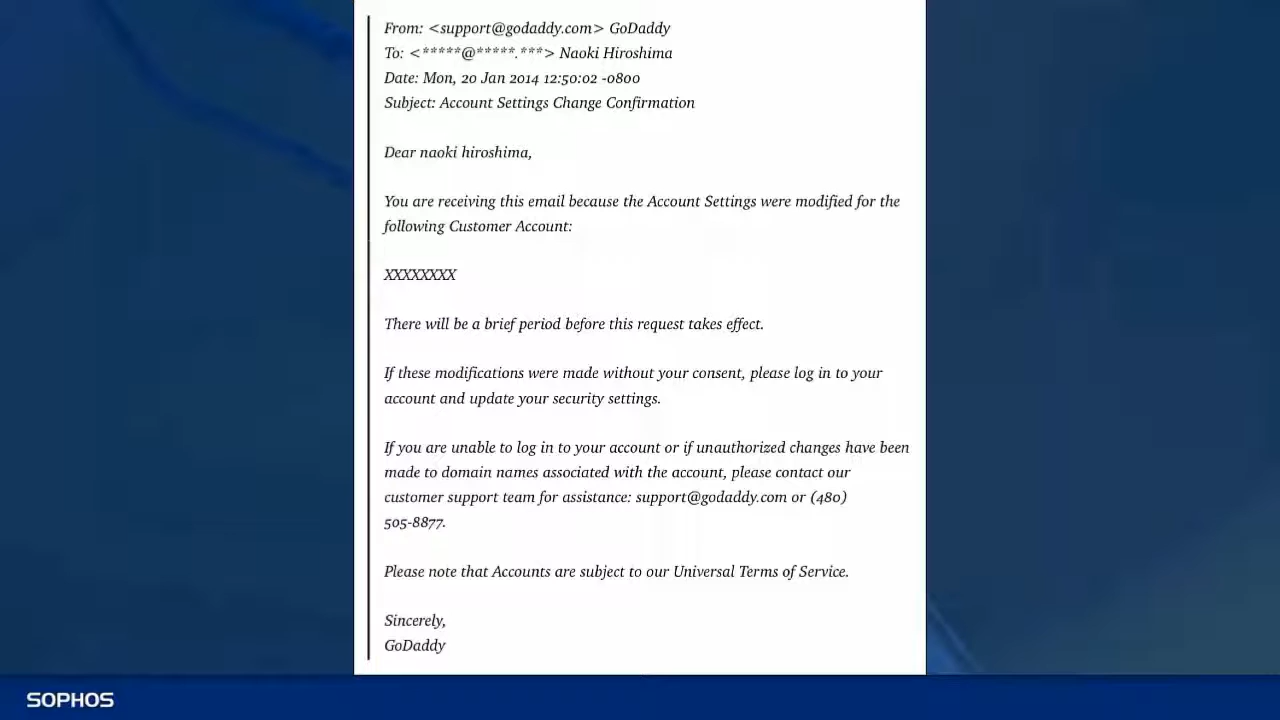 From: <support@godaddy.com> GoDaddy
To: <*****@*****.***> Naoki Hiroshima
Date: Mon, 20 Jan 2014 12:50:02 -0800
Subject: Account Settings Change Confirmation
Dear naoki hiroshima,
You are receiving this email because the Account Settings were modified for the
following Customer Account:
XXXXXXXX
There will be a brief period before this request takes effect.
If these modifications were made without your consent, please log in to your
account and update your security settings.
If you are unable to log in to your account or if unauthorized changes have been
made to domain names associated with the account, please contact our
customer support team for assistance: support@godaddy.com or (480)
505-8877.
Please note that Accounts are subject to our Universal Terms of Service.
Sincerely,
GoDaddy
SOPHOS